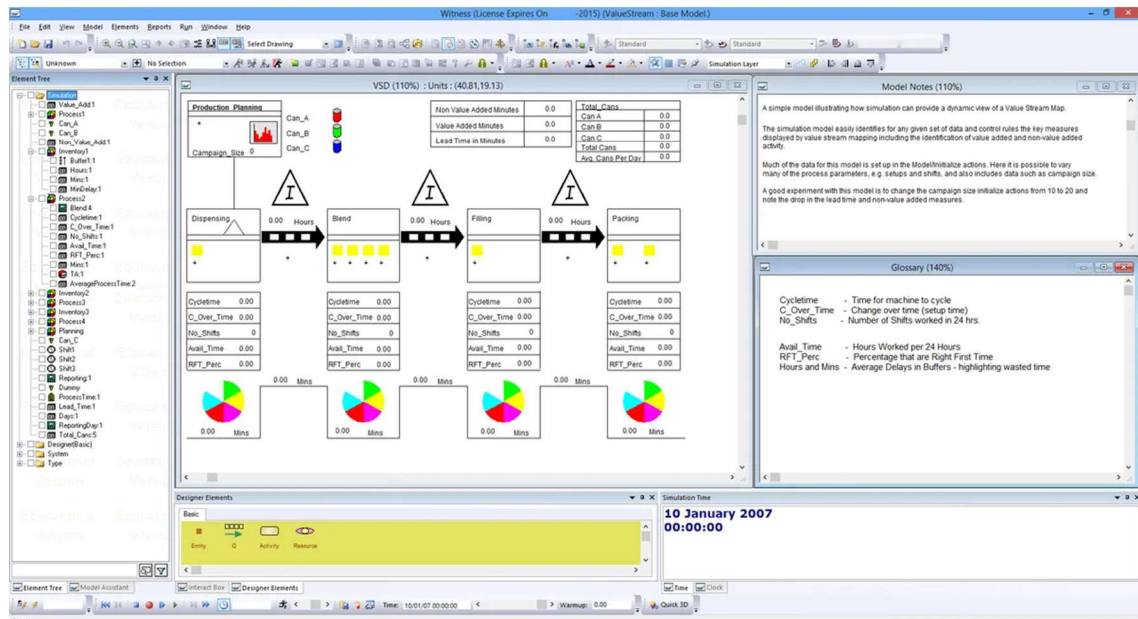 Witness (License Expires On -2015) (ValueStream : Base Model.)
File Edit View Model Elements Reports Run Window Help
Select Drawing
Standard
Standard
Unknown
No Selection
Simulation Layer
Element Tree
Simulation
Value_Add:1
Process1
Can_A
Can_B
Non_Value_Add:1
Inventory1
Buffer1:1
Hours:1
Mins:1
MinDelay:1
Process2
Blend:4
Cycletime:1
C_Over_Time:1
No_Shifts:1
Avail_Time:1
RFT_Perc:1
Mins:1
TA:1
AverageProcessTime:2
Inventory2
Process3
Inventory3
Process4
Planning
Can_C
Shift1
Shift2
Shift3
Reporting:1
Dummy
ProcessTime:1
Lead_Time:1
Days:1
ReportingDay:1
Total_Cans:5
Designer(Basic)
System
Type
Element Tree Model Assistant
VSD (110%) : Units : (40.81,19.13)
Production Planning
Campaign_Size 0
Can_A
Can_B
Can_C
Non Value Added Minutes 0.0
Value Added Minutes 0.0
Lead Time in Minutes 0.0
Total_Cans
Can A 0.0
Can B 0.0
Can C 0.0
Total Cans 0.0
Avg. Cans Per Day 0.0
I I I
Dispensing 0.00 Hours Blend 0.00 Hours Filling 0.00 Hours Packing
Cycletime 0.00 Cycletime 0.00 Cycletime 0.00 Cycletime 0.00
C_Over_Time 0.00 C_Over_Time 0.00 C_Over_Time 0.00 C_Over_Time 0.00
No_Shifts 0 No_Shifts 0 No_Shifts 0 No_Shifts 0
Avail_Time 0.00 Avail_Time 0.00 Avail_Time 0.00 Avail_Time 0.00
RFT_Perc 0.00 RFT_Perc 0.00 RFT_Perc 0.00 RFT_Perc 0.00
0.00 Mins 0.00 Mins 0.00 Mins
0.00 Mins 0.00 Mins 0.00 Mins 0.00 Mins
Model Notes (110%)
A simple model illustrating how simulation can provide a dynamic view of a Value Stream Map.
The simulation model easily identifies for any given set of data and control rules the key measures
displayed by value stream mapping including the identification of value added and non-value added
activity.
Much of the data for this model is set up in the Model/Initialize actions. Here it is possible to vary
many of the process parameters, e.g. setups and shifts, and also includes data such as campaign size.
A good experiment with this model is to change the campaign size initialize actions from 10 to 20 and
note the drop in the lead time and non-value added measures.
Glossary (140%)
Cycletime - Time for machine to cycle
C_Over_Time - Change over time (setup time)
No_Shifts - Number of Shifts worked in 24 hrs.
Avail_Time - Hours Worked per 24 Hours
RFT_Perc - Percentage that are Right First Time
Hours and Mins - Average Delays in Buffers - highlighting wasted time
Designer Elements
Basic
Entity Q Activity Resource
Interact Box Designer Elements
Simulation Time
10 January 2007
00:00:00
Time Clock
Time: 10/01/07 00:00:00
Warmup: 0.00
Quick 3D